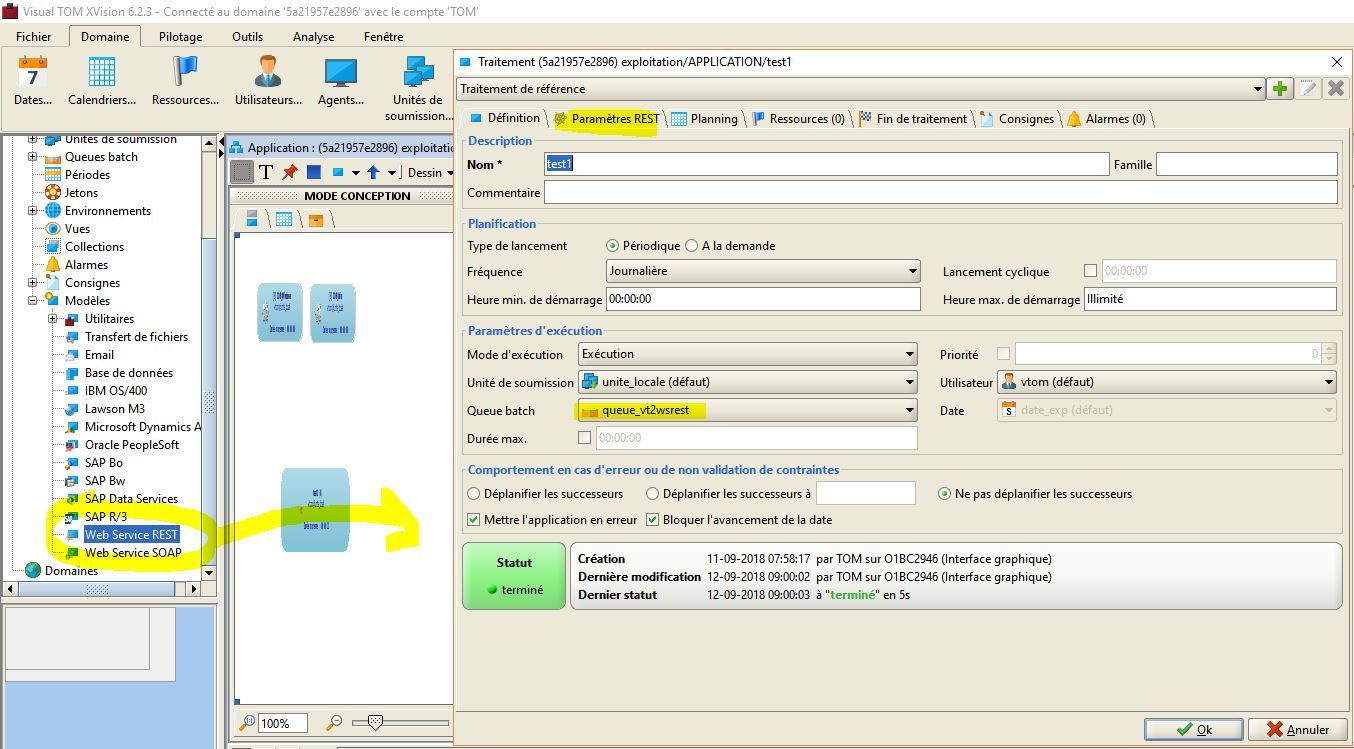 Visual TOM XVision 6.2.3 - Connecté au domaine '5a21957e2896' avec le compte 'TOM'
Fichier Domaine Pilotage Outils Analyse Fenêtre
7
Dates... Calendriers... Ressources... Utilisateurs... Agents... Unités de soumission...
Unités de soumission
Queues batch
Périodes
Jetons
Environnements
Vues
Collections
Alarmes
Consignes
Modèles
Utilitaires
Transfert de fichiers
Email
Base de données
IBM OS/400
Lawson M3
Microsoft Dynamics A
Oracle PeopleSoft
SAP Bo
SAP Bw
SAP Data Services
SAP R/3
Web Service REST
Web Service SOAP
Domaines
Application : (5a21957e2896) exploitatio
T Dessin
MODE CONCEPTION
100%
Traitement (5a21957e2896) exploitation/APPLICATION/test1
Traitement de référence
Définition Paramètres REST Planning Ressources (0) Fin de traitement Consignes Alarmes (0)
Description
Nom * test1 Famille
Commentaire
Planification
Type de lancement Périodique A la demande
Fréquence Journalière Lancement cyclique 00:00:00
Heure min. de démarrage 00:00:00 Heure max. de démarrage Illimité
Paramètres d'exécution
Mode d'exécution Exécution Priorité 0
Unité de soumission unite_locale (défaut) Utilisateur vtom (défaut)
Queue batch queue_vt2wsrest Date S date_exp (défaut)
Durée max. 00:00:00
Comportement en cas d'erreur ou de non validation de contraintes
Déplanifier les successeurs Déplanifier les successeurs à Ne pas déplanifier les successeurs
Mettre l'application en erreur Bloquer l'avancement de la date
Statut
terminé
Création 11-09-2018 07:58:17 par TOM sur O1BC2946 (Interface graphique)
Dernière modification 12-09-2018 09:00:02 par TOM sur O1BC2946 (Interface graphique)
Dernier statut 12-09-2018 09:00:03 à "terminé" en 5s
Ok Annuler